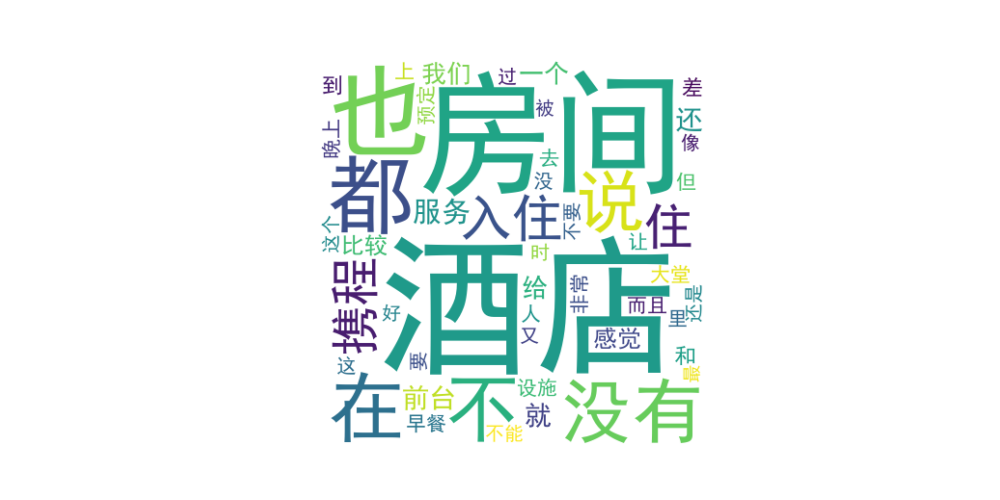 到
上
我们
过
一个
差
也
房间
预定
被
还
像
晚上
都
去
没
说
但
服务
入住
不要
住
这个
比较
让
携程
酒店
时
大堂
非常
给
而且
还是
里
好
人
又
感觉
这
要
和
最
在
前台
不
设施
没有
早餐
不能
就